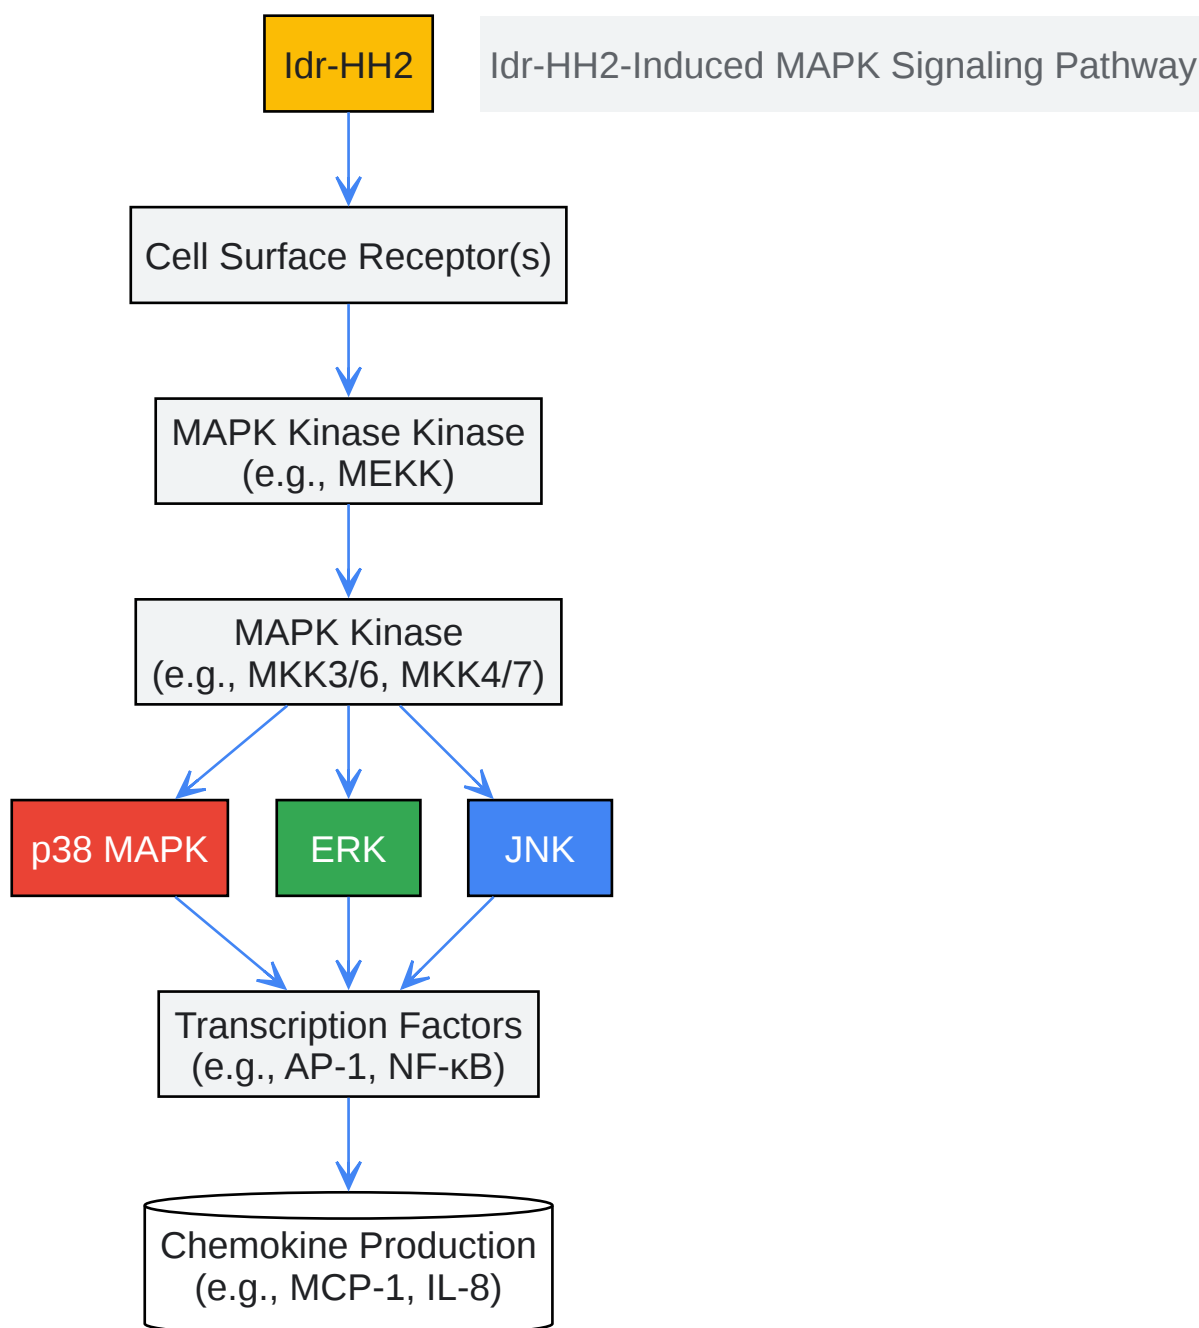 Idr-HH2
Idr-HH2-Induced MAPK Signaling Pathway
Cell Surface Receptor(s)
MAPK Kinase Kinase
(e.g., MEKK)
MAPK Kinase
(e.g., MKK3/6, MKK4/7)
p38 MAPK
ERK
JNK
Transcription Factors
(e.g., AP-1, NF-κB)
Chemokine Production
(e.g., MCP-1, IL-8)